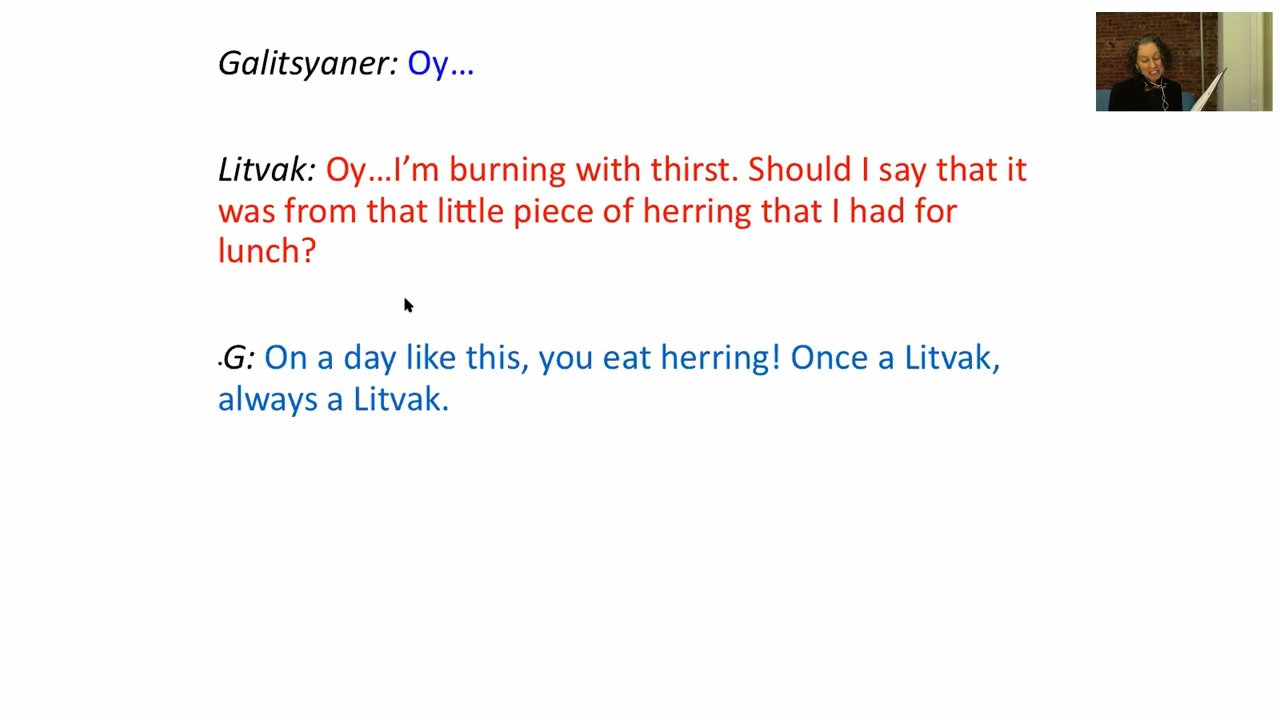 Galitsyaner: Oy…
Litvak: Oy…I’m burning with thirst. Should I say that it
was from that little piece of herring that I had for
lunch?
·G: On a day like this, you eat herring! Once a Litvak,
always a Litvak.